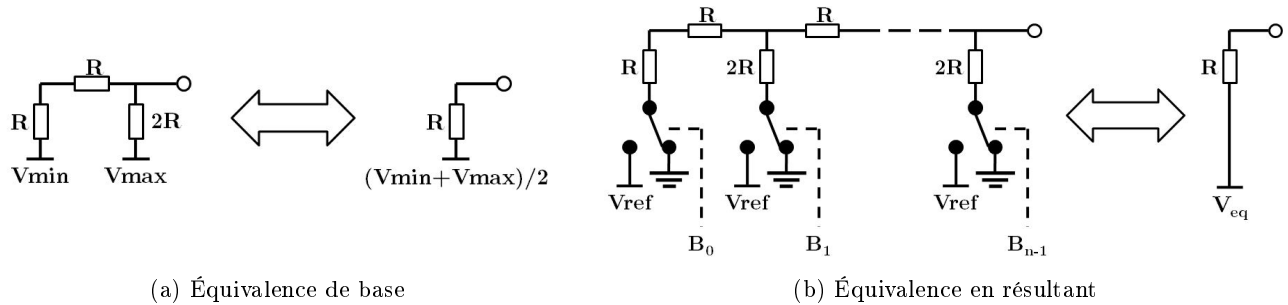 R
R
2R
Vmin
Vmax
R
(Vmin+Vmax)/2
R
R
R
2R
2R
Vref
Vref
Vref
B0
B1
Bn-1
R
Veq
(a) Équivalence de base
(b) Équivalence en résultant